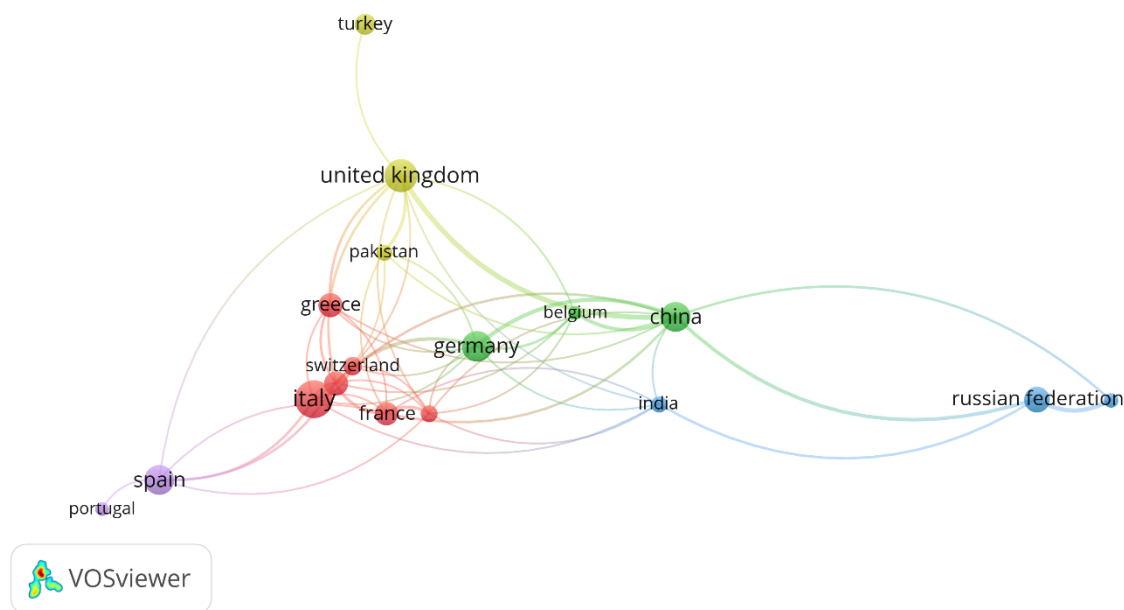 turkey
united kingdom
pakistan
greece
belgium
china
germany
switzerland
italy
france
india
russian federation
spain
portugal
VOSviewer